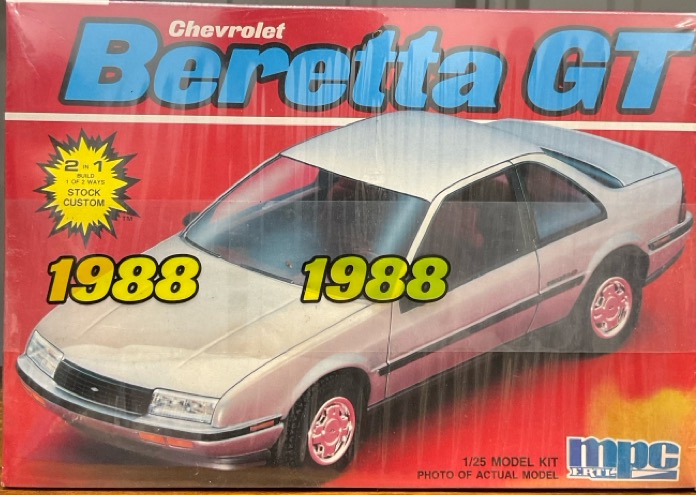 Chevrolet
Beretta GT
2 IN 1
BUILD
1 OF 2 WAYS
STOCK
CUSTOM
TM
1988 1988
1/25 MODEL KIT
PHOTO OF ACTUAL MODEL
mpc
ERTL